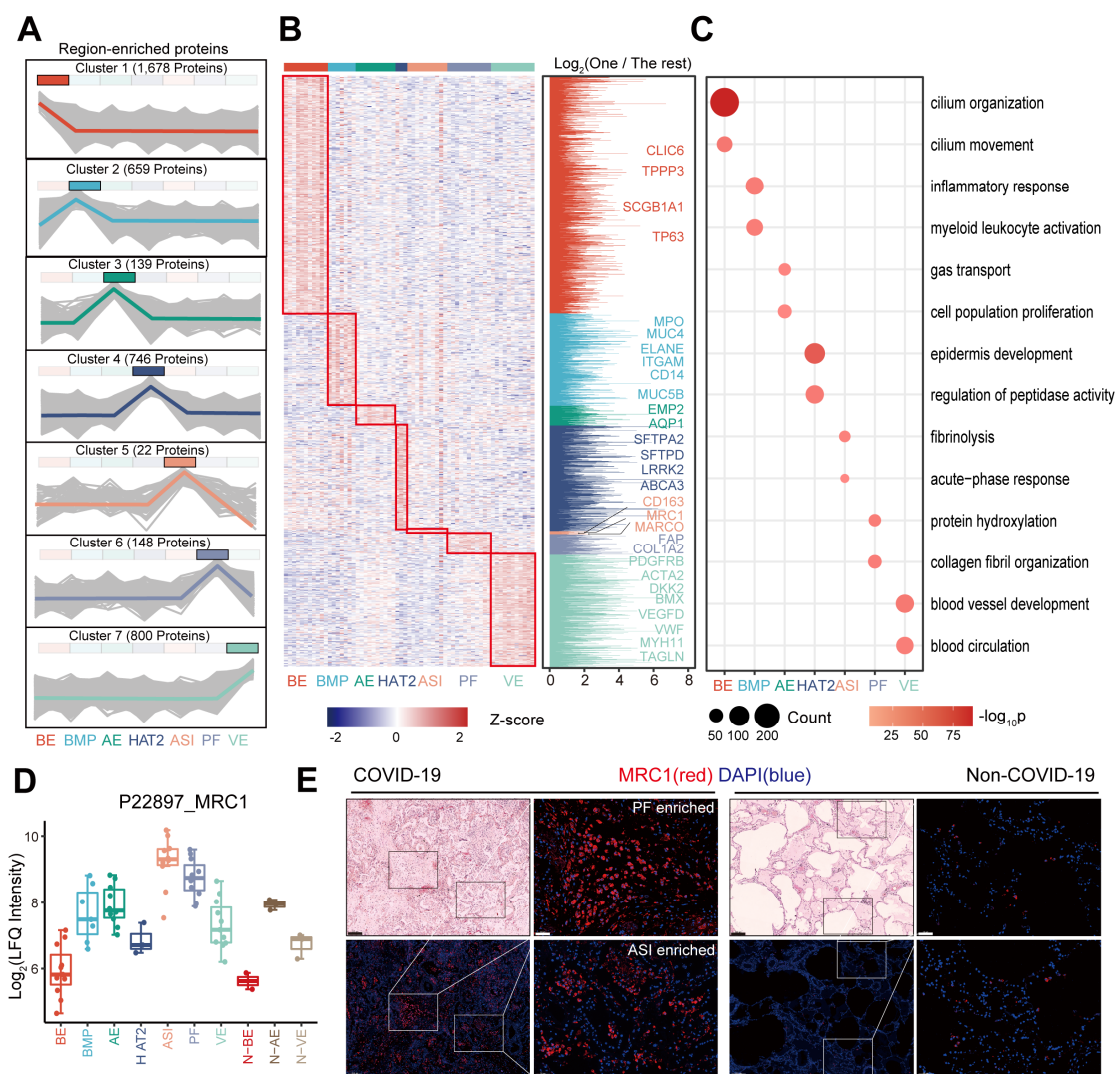 A
Region-enriched proteins
Cluster 1 (1,678 Proteins)
Cluster 2 (659 Proteins)
Cluster 3 (139 Proteins)
Cluster 4 (746 Proteins)
Cluster 5 (22 Proteins)
Cluster 6 (148 Proteins)
Cluster 7 (800 Proteins)
BE BMP AE HAT2 ASI PF VE
B
Log2(One / The rest)
CLIC6
TPPP3
SCGB1A1
TP63
MPO
MUC4
ELANE
ITGAM
CD14
MUC5B
EMP2
AQP1
SFTPA2
SFTPD
LRRK2
ABCA3
CD163
MRC1
MARCO
FAP
COL1A2
PDGFRB
ACTA2
DKK2
BMX
VEGFD
VWF
MYH11
TAGLN
BE BMP AE HAT2 ASI PF VE
0 2 4 6 8
-2 0 2 Z-score
C
cilium organization
cilium movement
inflammatory response
myeloid leukocyte activation
gas transport
cell population proliferation
epidermis development
regulation of peptidase activity
fibrinolysis
acute−phase response
protein hydroxylation
collagen fibril organization
blood vessel development
blood circulation
BE BMP AE HAT2 ASI PF VE
50 100 200 Count
25 50 75 -log10p
D
P22897_MRC1
Log2(LFQ Intensity)
10
8
6
BE BMP AE H AT2 ASI PF VE N-BE N-AE N-VE
E
COVID-19 MRC1(red) DAPI(blue) Non-COVID-19
PF enriched
ASI enriched